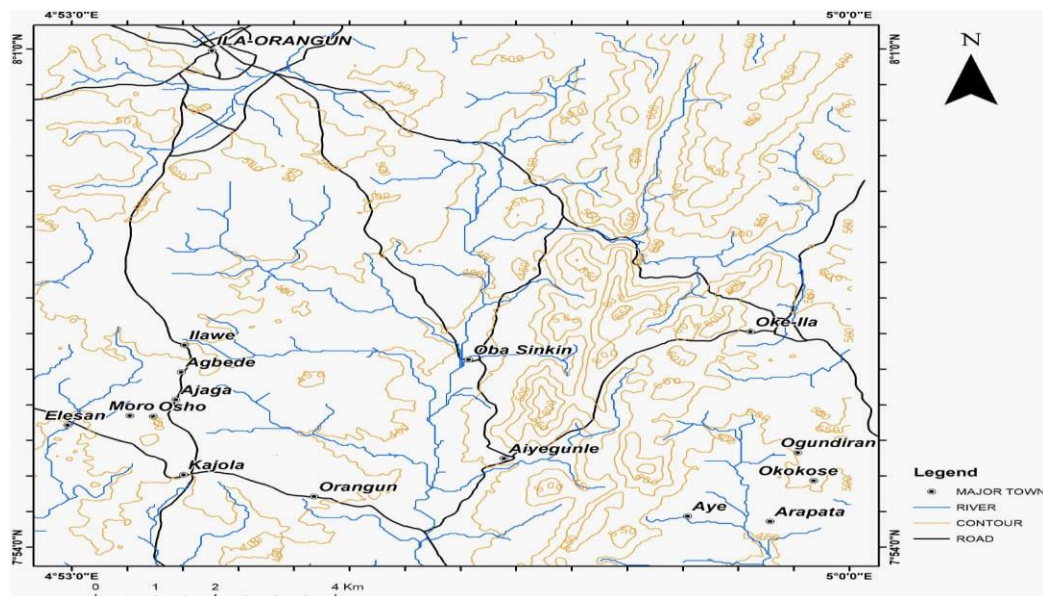 4°53'0"E 5°0'0"E
8°1'0"N 8°1'0"N
ILA-ORANGUN
N
Ilawe
Oke-Ila
Oba Sinkin
Agbede
Ajaga
Moro Osho
Elesan
Aiyegunle
Ogundiran
Kajola
Okokose
Orangun
Aye
Arapata
Legend
MAJOR TOWN
RIVER
CONTOUR
ROAD
7°54'0"N 7°54'0"N
4°53'0"E 5°0'0"E
0 1 2 4 Km